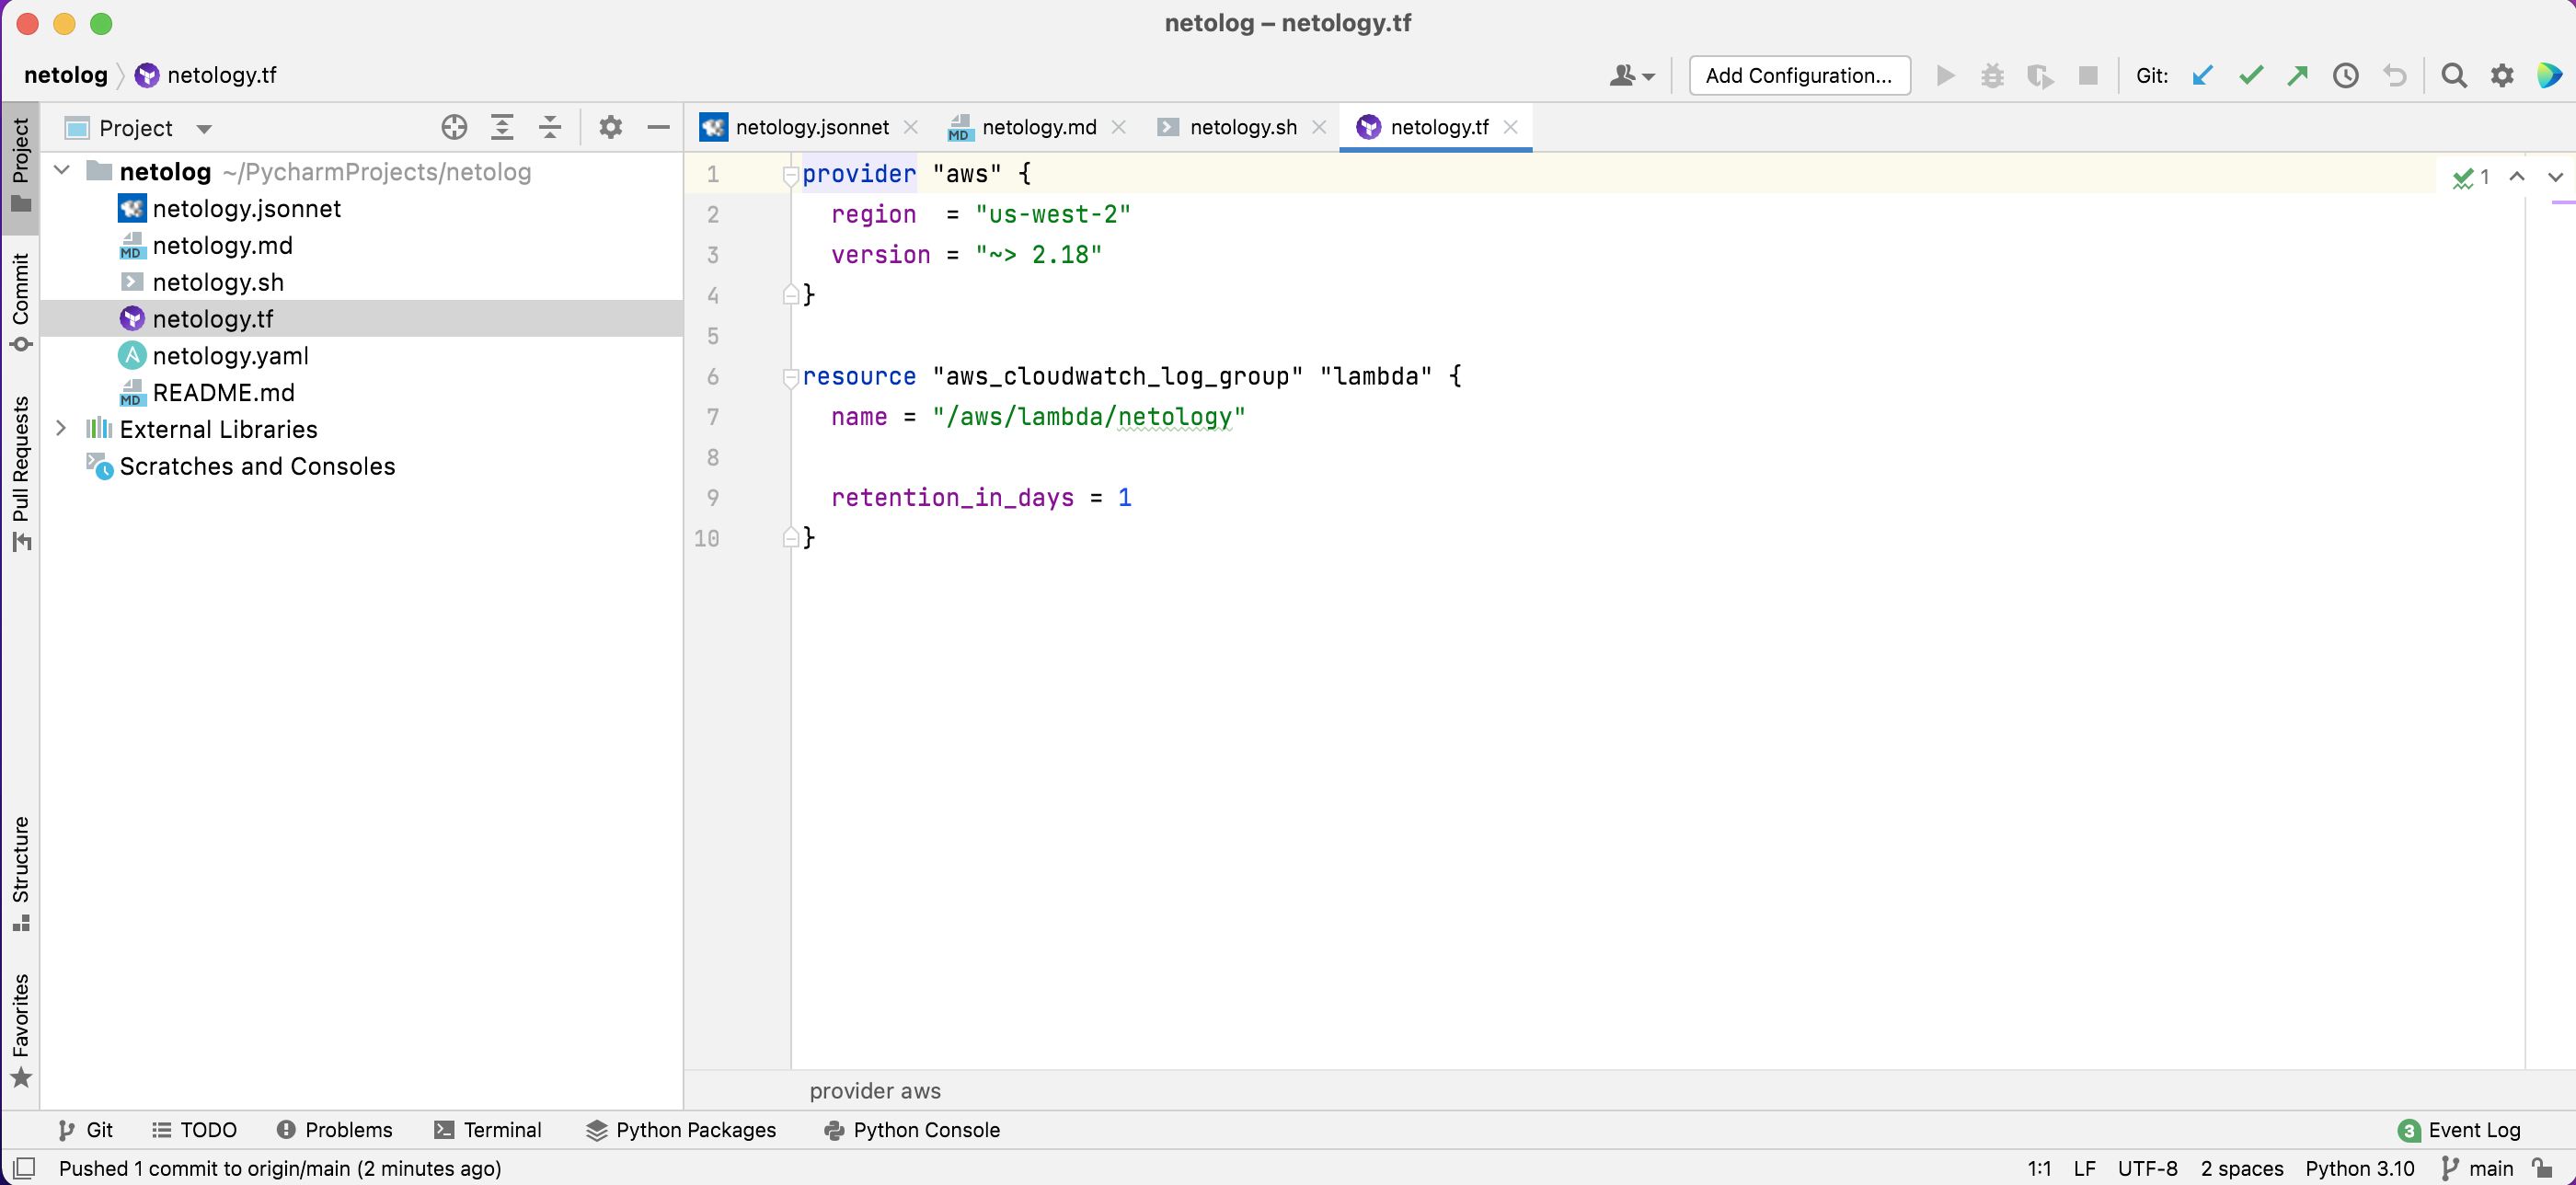 netolog – netology.tf
netolog netology.tf
Add Configuration...
Git:
Project
netology.jsonnet
netology.md
netology.sh
netology.tf
Project
Commit
Pull Requests
Structure
Favorites
netolog ~/PycharmProjects/netolog
netology.jsonnet
MD netology.md
netology.sh
netology.tf
netology.yaml
MD README.md
External Libraries
Scratches and Consoles
1 provider "aws" {
2 region  = "us-west-2"
3 version = "~> 2.18"
4 }
5
6 resource "aws_cloudwatch_log_group" "lambda" {
7 name = "/aws/lambda/netology"
8
9 retention_in_days = 1
10 }
1
provider aws
Git TODO Problems Terminal Python Packages Python Console
3 Event Log
Pushed 1 commit to origin/main (2 minutes ago)
1:1 LF UTF-8 2 spaces Python 3.10 main